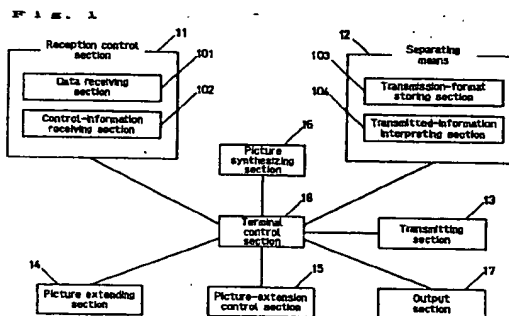 Fig. 1
11
Reception control
section
101
Data receiving
section
102
Control-information
receiving section
12
Separating
means
103
Transmission-format
storing section
104
Transmitted-information
interpreting section
16
Picture
synthesizing
section
18
Terminal
control
section
13
Transmitting
section
14
Picture extending
section
15
Picture-extension
control section
17
Output
section